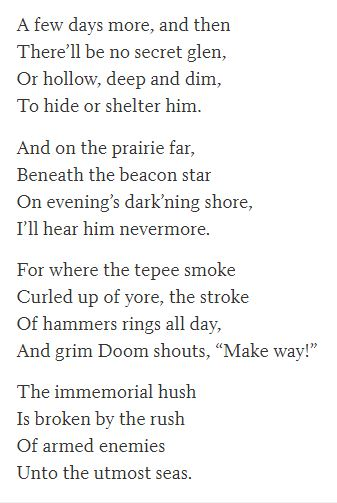 A few days more, and then
There’ll be no secret glen,
Or hollow, deep and dim,
To hide or shelter him.
And on the prairie far,
Beneath the beacon star
On evening’s dark’ning shore,
I’ll hear him nevermore.
For where the tepee smoke
Curled up of yore, the stroke
Of hammers rings all day,
And grim Doom shouts, “Make way!”
The immemorial hush
Is broken by the rush
Of armed enemies
Unto the utmost seas.